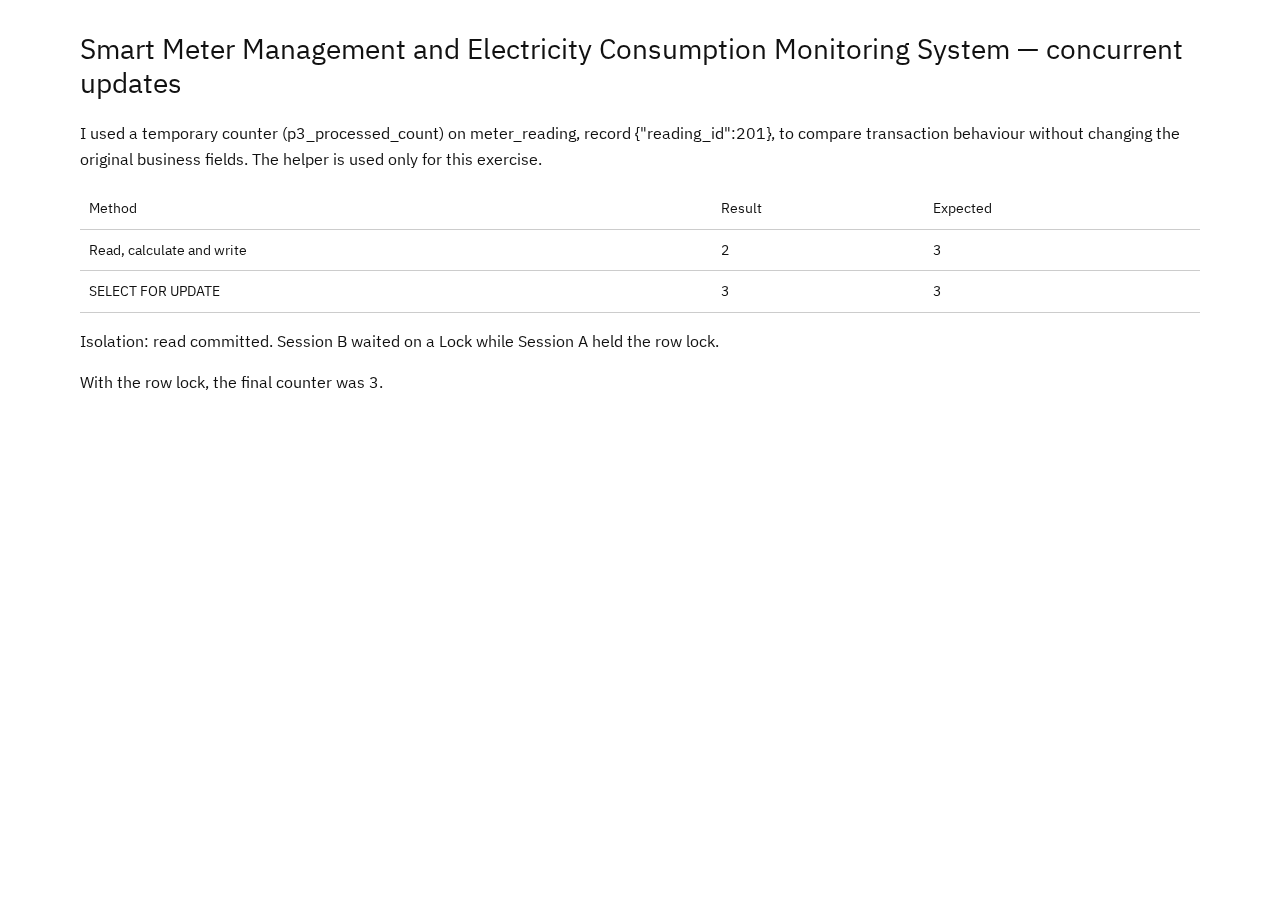 Smart Meter Management and Electricity Consumption Monitoring System — concurrent
updates
I used a temporary counter (p3_processed_count) on meter_reading, record {"reading_id":201}, to compare transaction behaviour without changing the
original business fields. The helper is used only for this exercise.
Method Result Expected
Read, calculate and write 2 3
SELECT FOR UPDATE 3 3
Isolation: read committed. Session B waited on a Lock while Session A held the row lock.
With the row lock, the final counter was 3.